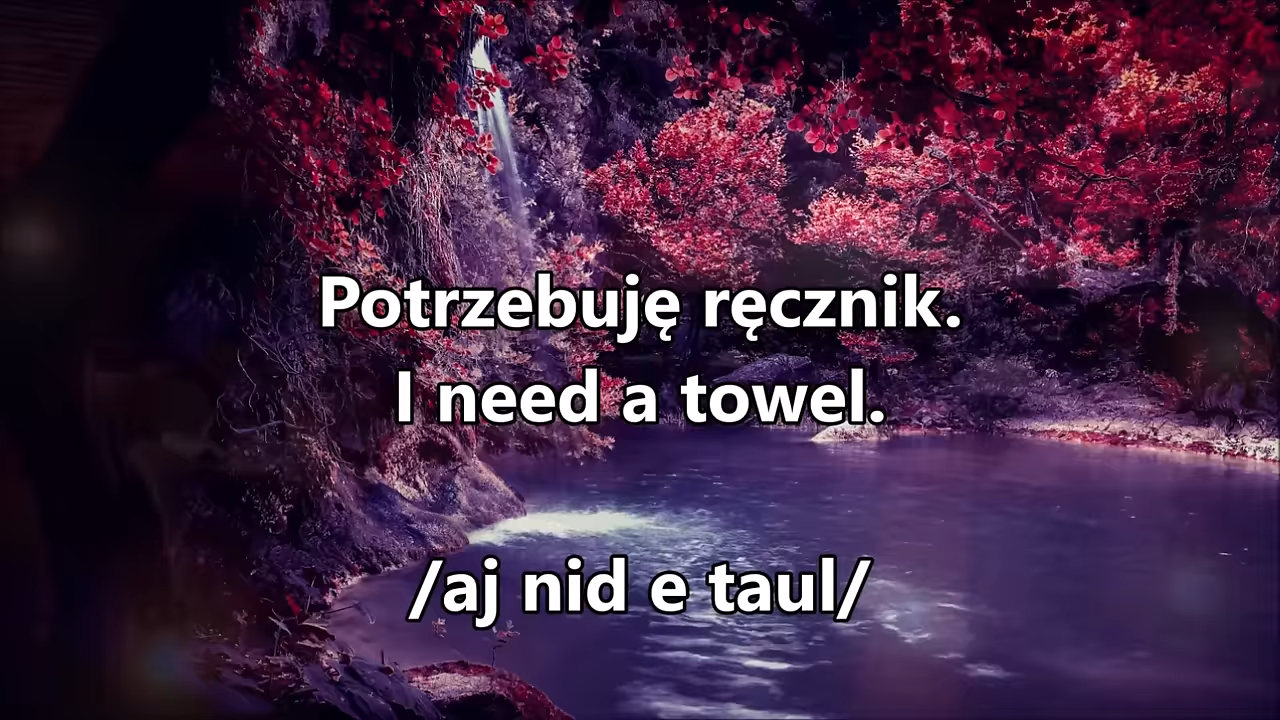 Potrzebuję ręcznik.
I need a towel.
/aj nid e taul/